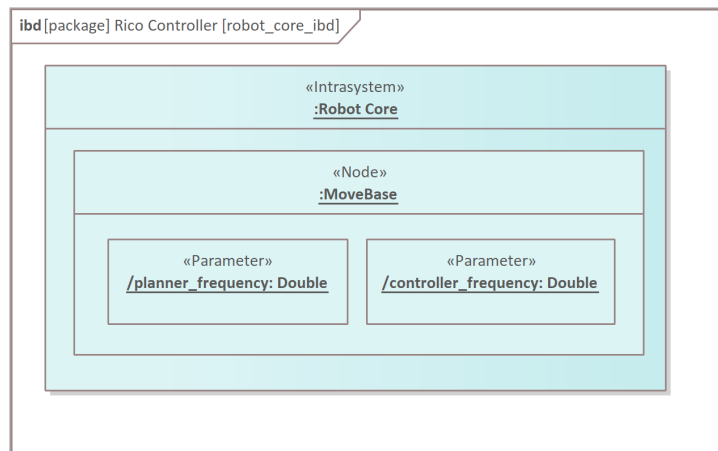 ibd [package] Rico Controller [robot_core_ibd]
«Intrasystem»
:Robot Core
«Node»
:MoveBase
«Parameter»
/planner_frequency: Double
«Parameter»
/controller_frequency: Double